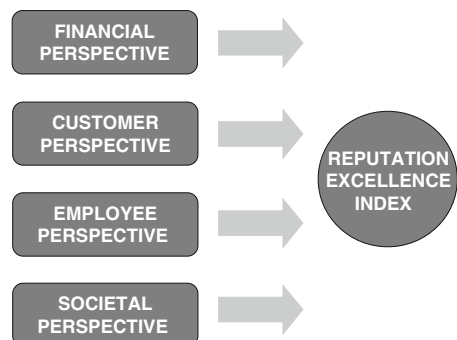 FINANCIAL
PERSPECTIVE
CUSTOMER
PERSPECTIVE
EMPLOYEE
PERSPECTIVE
SOCIETAL
PERSPECTIVE
REPUTATION
EXCELLENCE
INDEX